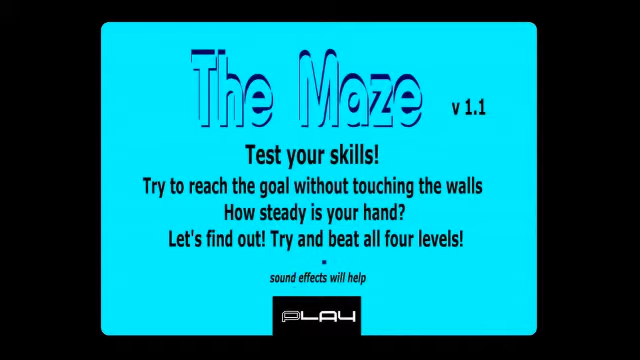 The Maze
v 1.1
Test your skills!
Try to reach the goal without touching the walls
How steady is your hand?
Let's find out! Try and beat all four levels!
sound effects will help
PLAY